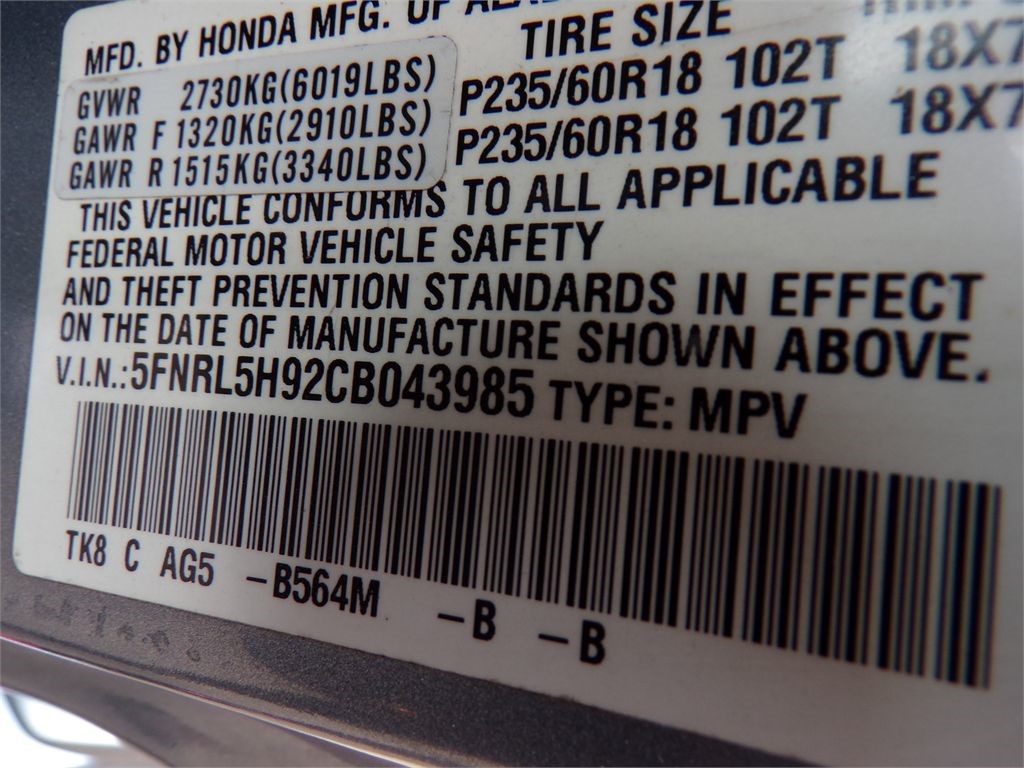 MFD. BY HONDA MFG. OF
TIRE SIZE
GVWR 2730KG(6019LBS)
GAWR F 1320KG(2910LBS)
GAWR R 1515KG(3340LBS)
P235/60R18 102T 18X7
P235/60R18 102T 18X7
THIS VEHICLE CONFORMS TO ALL APPLICABLE
FEDERAL MOTOR VEHICLE SAFETY
AND THEFT PREVENTION STANDARDS IN EFFECT
ON THE DATE OF MANUFACTURE SHOWN ABOVE.
V.I.N.:5FNRL5H92CB043985 TYPE: MPV
TK8 C AG5 -B564M -B -B